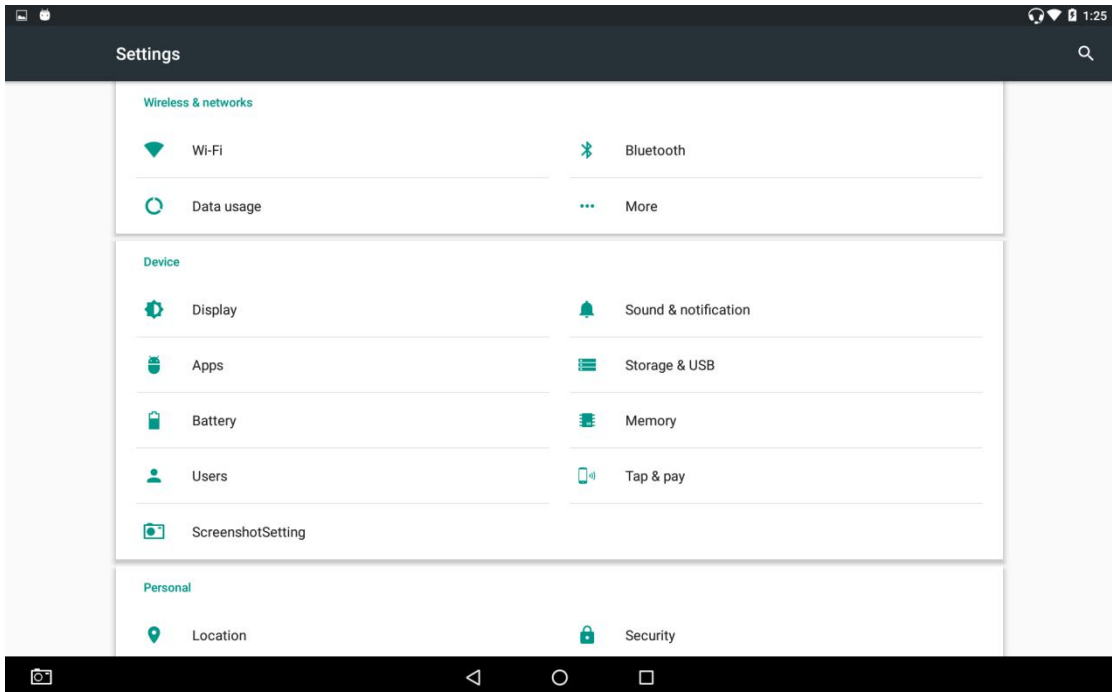 1:25
Settings
Wireless & networks
Wi-Fi
Bluetooth
Data usage
More
Device
Display
Sound & notification
Apps
Storage & USB
Battery
Memory
Users
Tap & pay
ScreenshotSetting
Personal
Location
Security